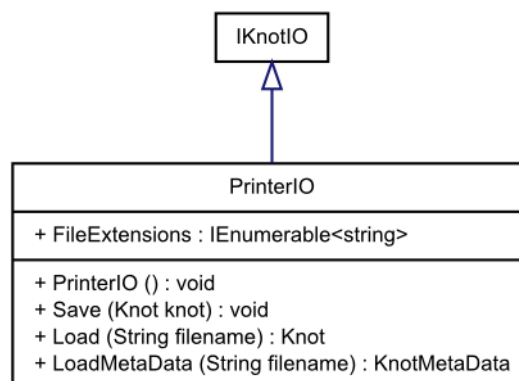 IKnotIO
PrinterIO
+ FileExtensions : IEnumerable<string>
+ PrinterIO () : void
+ Save (Knot knot) : void
+ Load (String filename) : Knot
+ LoadMetaData (String filename) : KnotMetaData